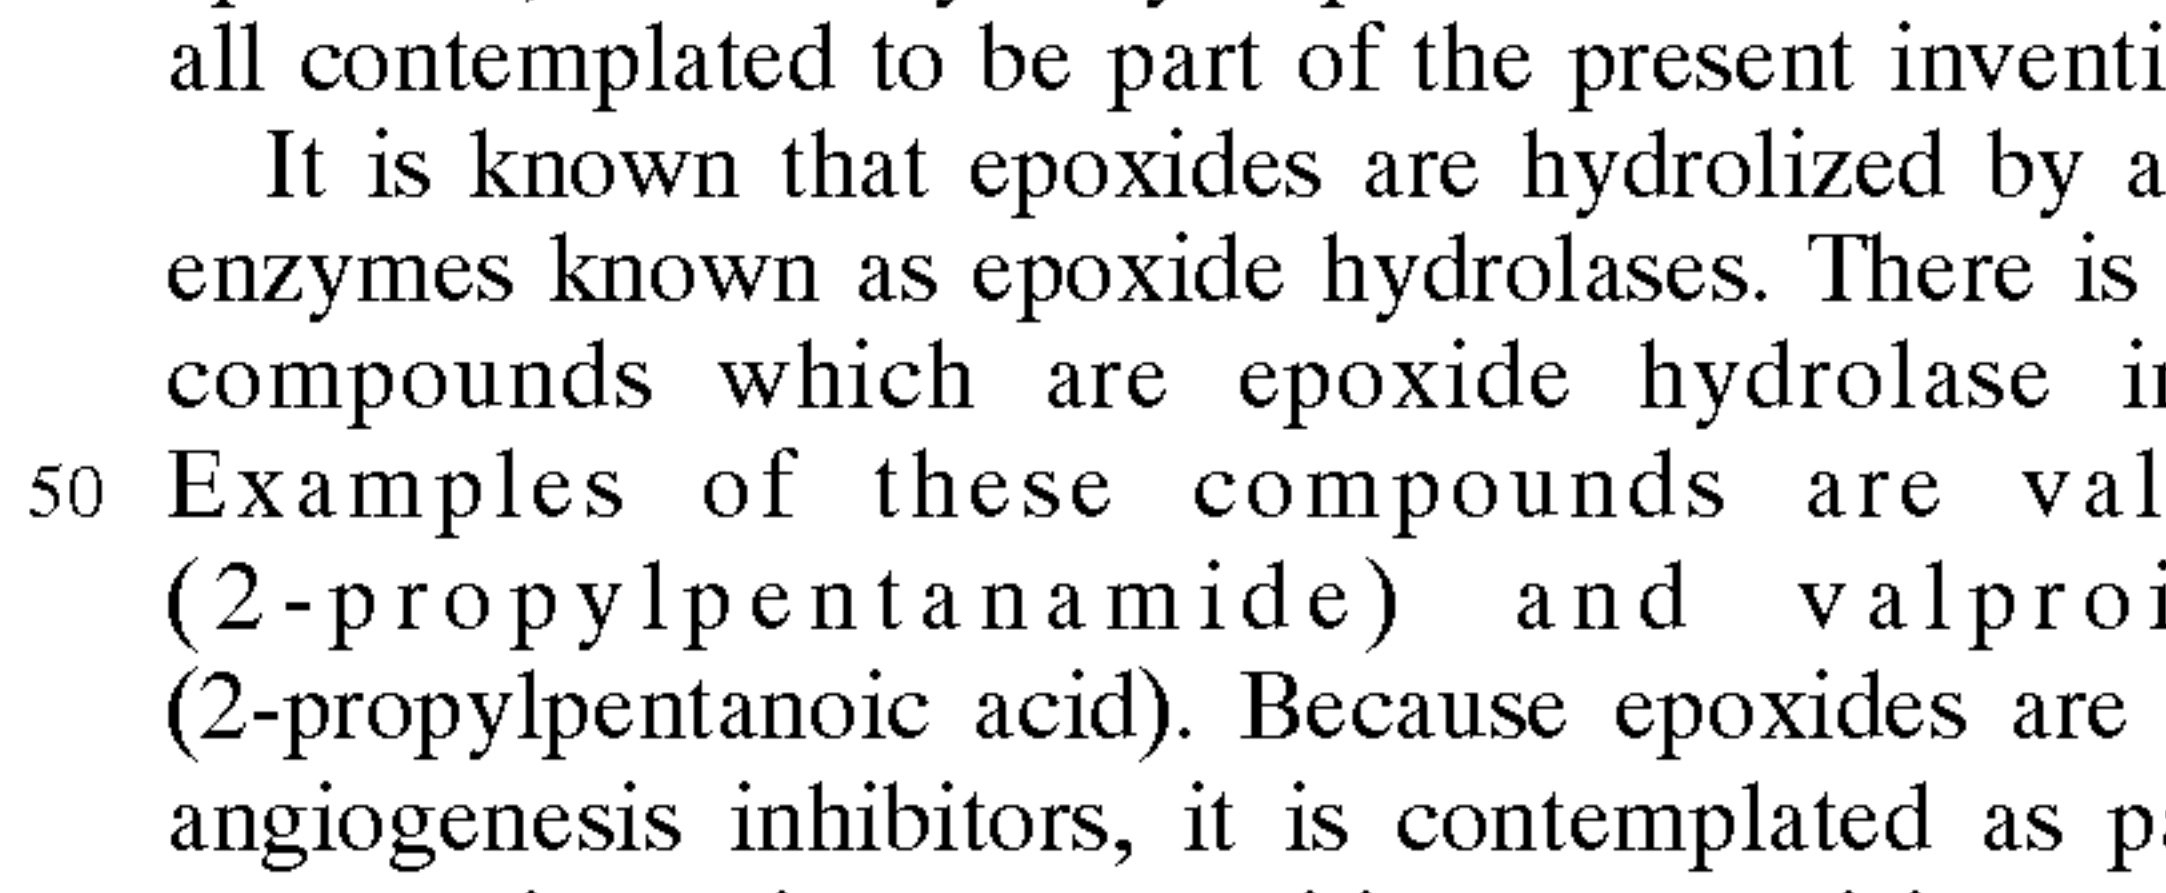 all contemplated to be part of the present inventi
It is known that epoxides are hydrolized by a
enzymes known as epoxide hydrolases. There is
compounds which are epoxide hydrolase
50 Examples of these compounds are val
(2-propylpentanamide) and valproi
(2-propylpentanoic acid). Because epoxides are
angiogenesis inhibitors, it is contemplated as